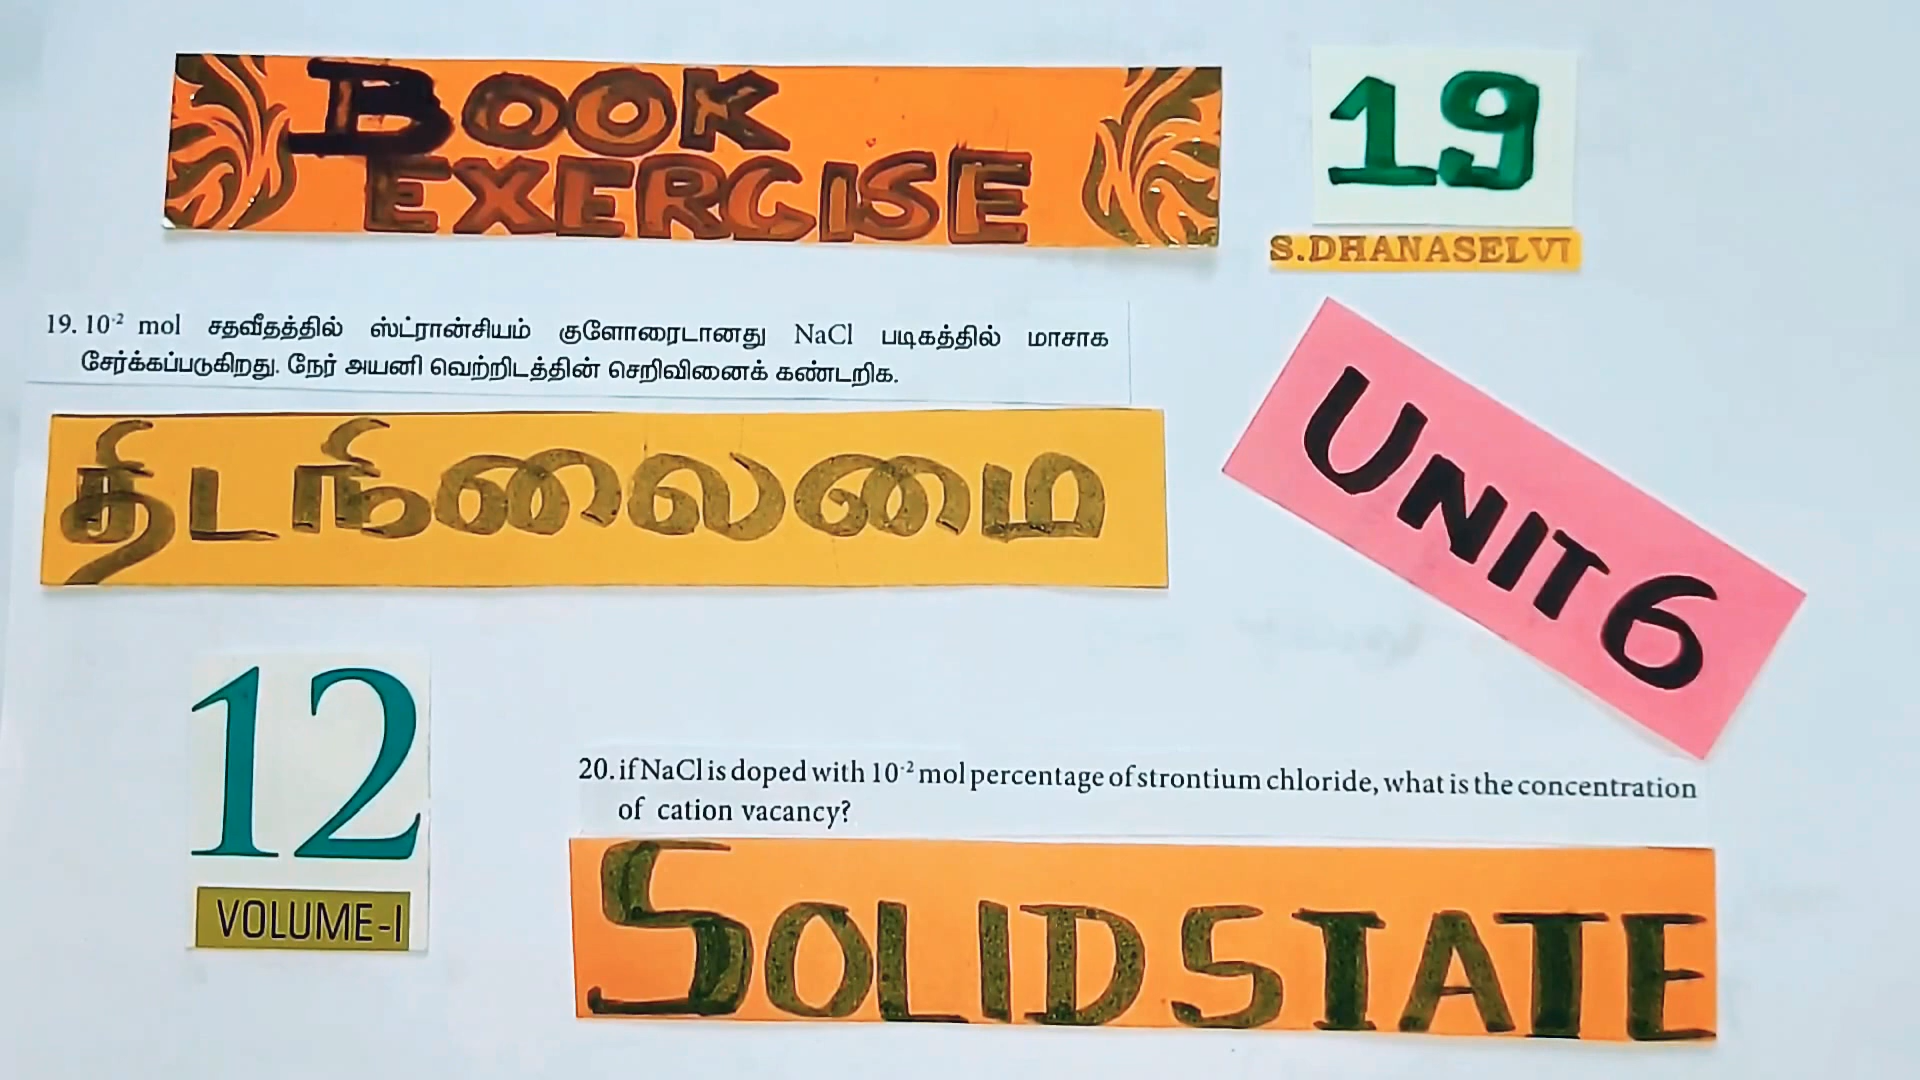 BOOK
EXERCISE
19
S.DHANASELVI
19. 10⁻² mol சதவீதத்தில் ஸ்ட்ரான்சியம் குளோரைடானது NaCl படிகத்தில் மாசாக
சேர்க்கப்படுகிறது. நேர் அயனி வெற்றிடத்தின் செறிவினைக் கண்டறிக.
திடநிலைமை
UNIT 6
12
VOLUME-I
20. if NaCl is doped with 10⁻² mol percentage of strontium chloride, what is the concentration
of cation vacancy?
SOLID STATE